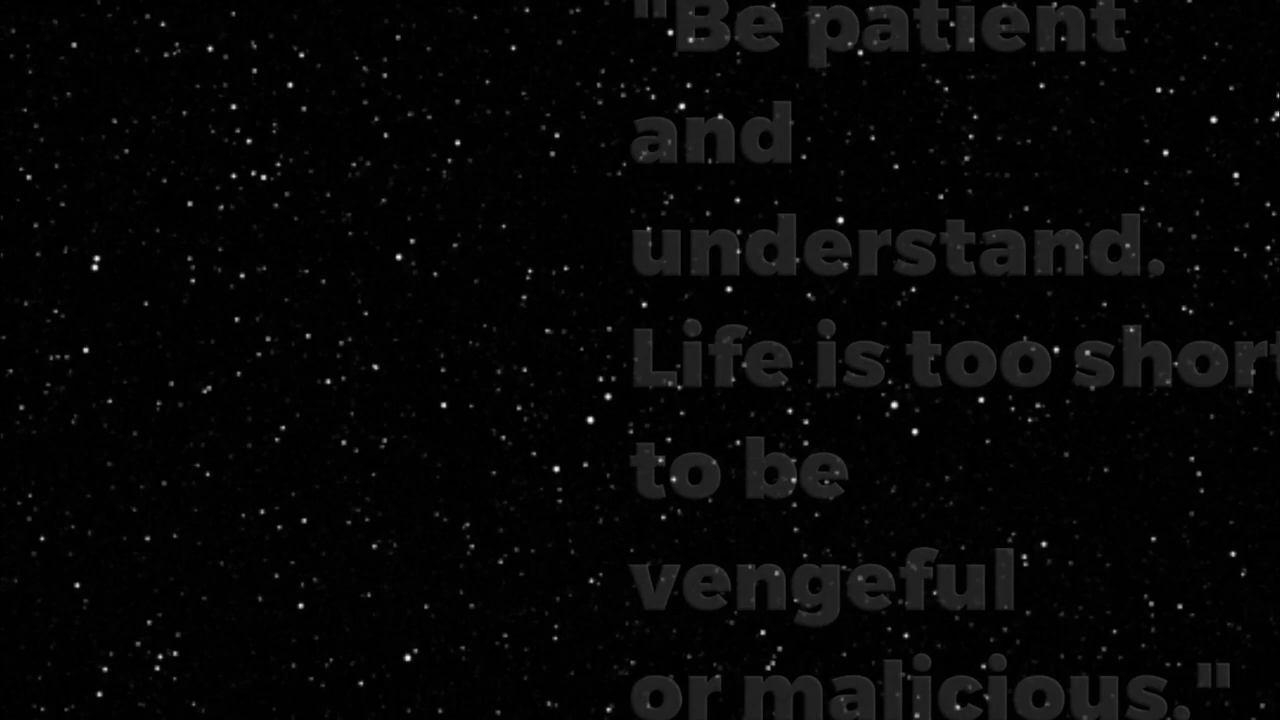 "Be patient
and
understand.
Life is too short
to be
vengeful
or malicious."